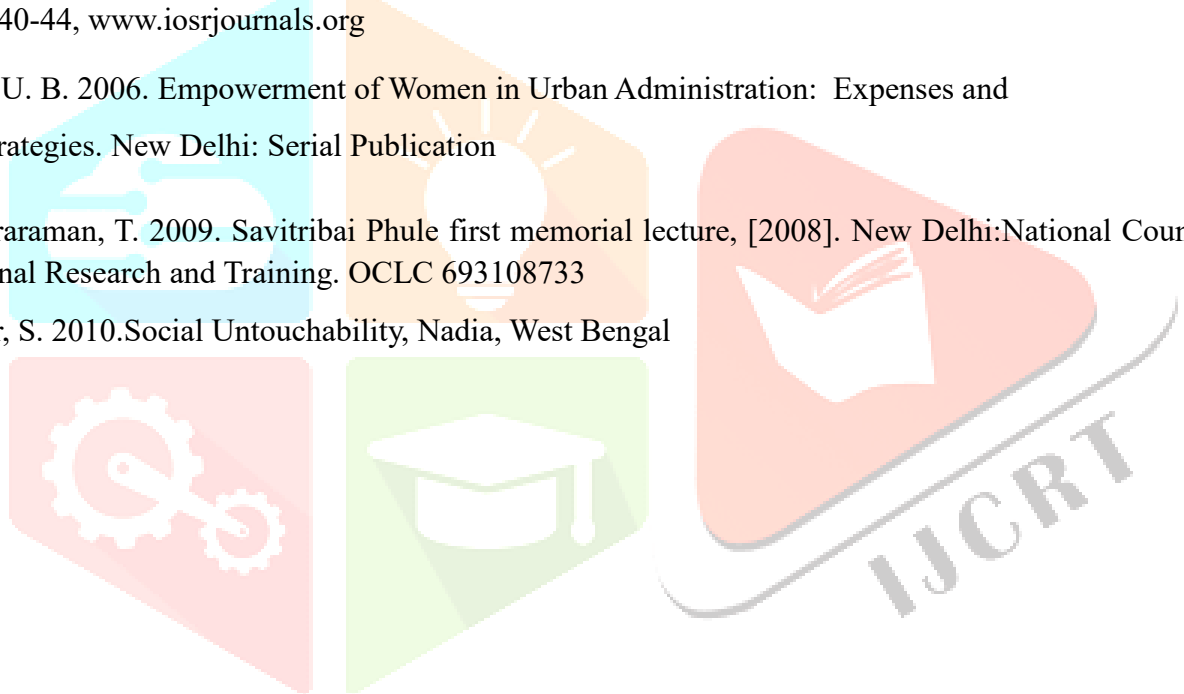 40-44, www.iosrjournals.org
U. B. 2006. Empowerment of Women in Urban Administration: Expenses and
rategies. New Delhi: Serial Publication
raraman, T. 2009. Savitribai Phule first memorial lecture, [2008]. New Delhi:National Coun
nal Research and Training. OCLC 693108733
r, S. 2010.Social Untouchability, Nadia, West Bengal
IJCRT